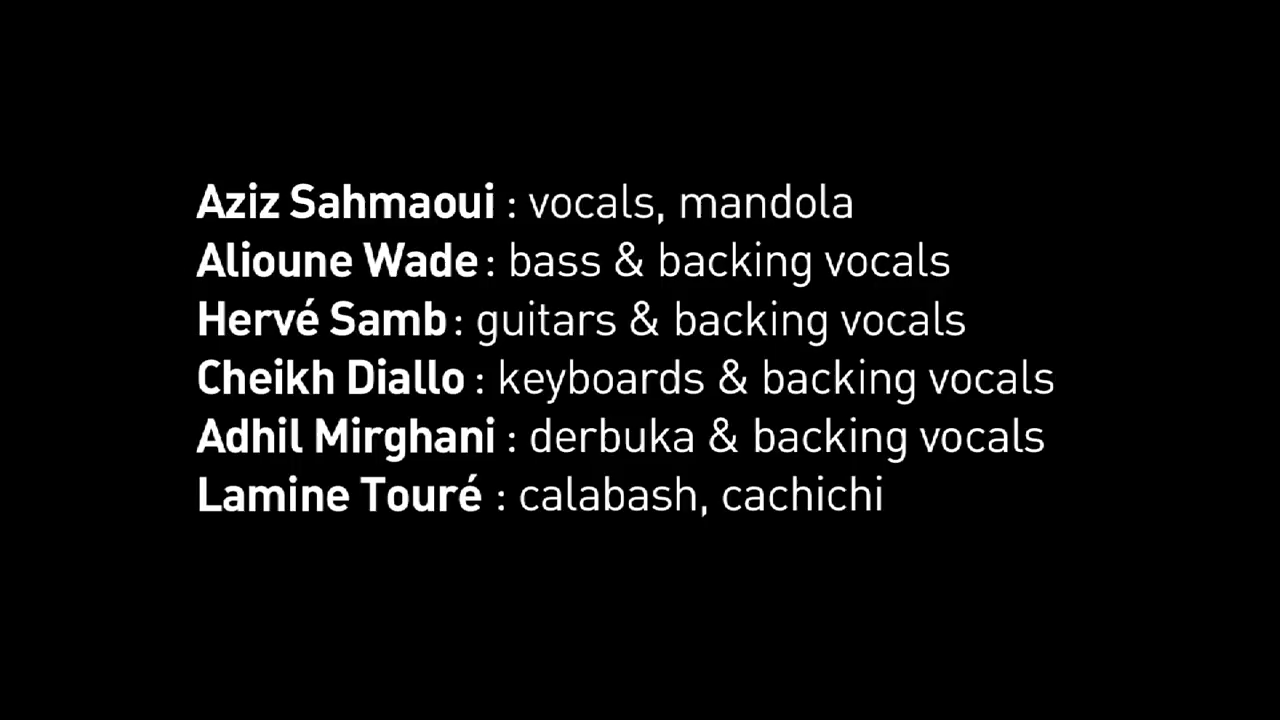 Aziz Sahmaoui : vocals, mandola
Alioune Wade : bass & backing vocals
Hervé Samb : guitars & backing vocals
Cheikh Diallo : keyboards & backing vocals
Adhil Mirghani : derbuka & backing vocals
Lamine Touré : calabash, cachichi